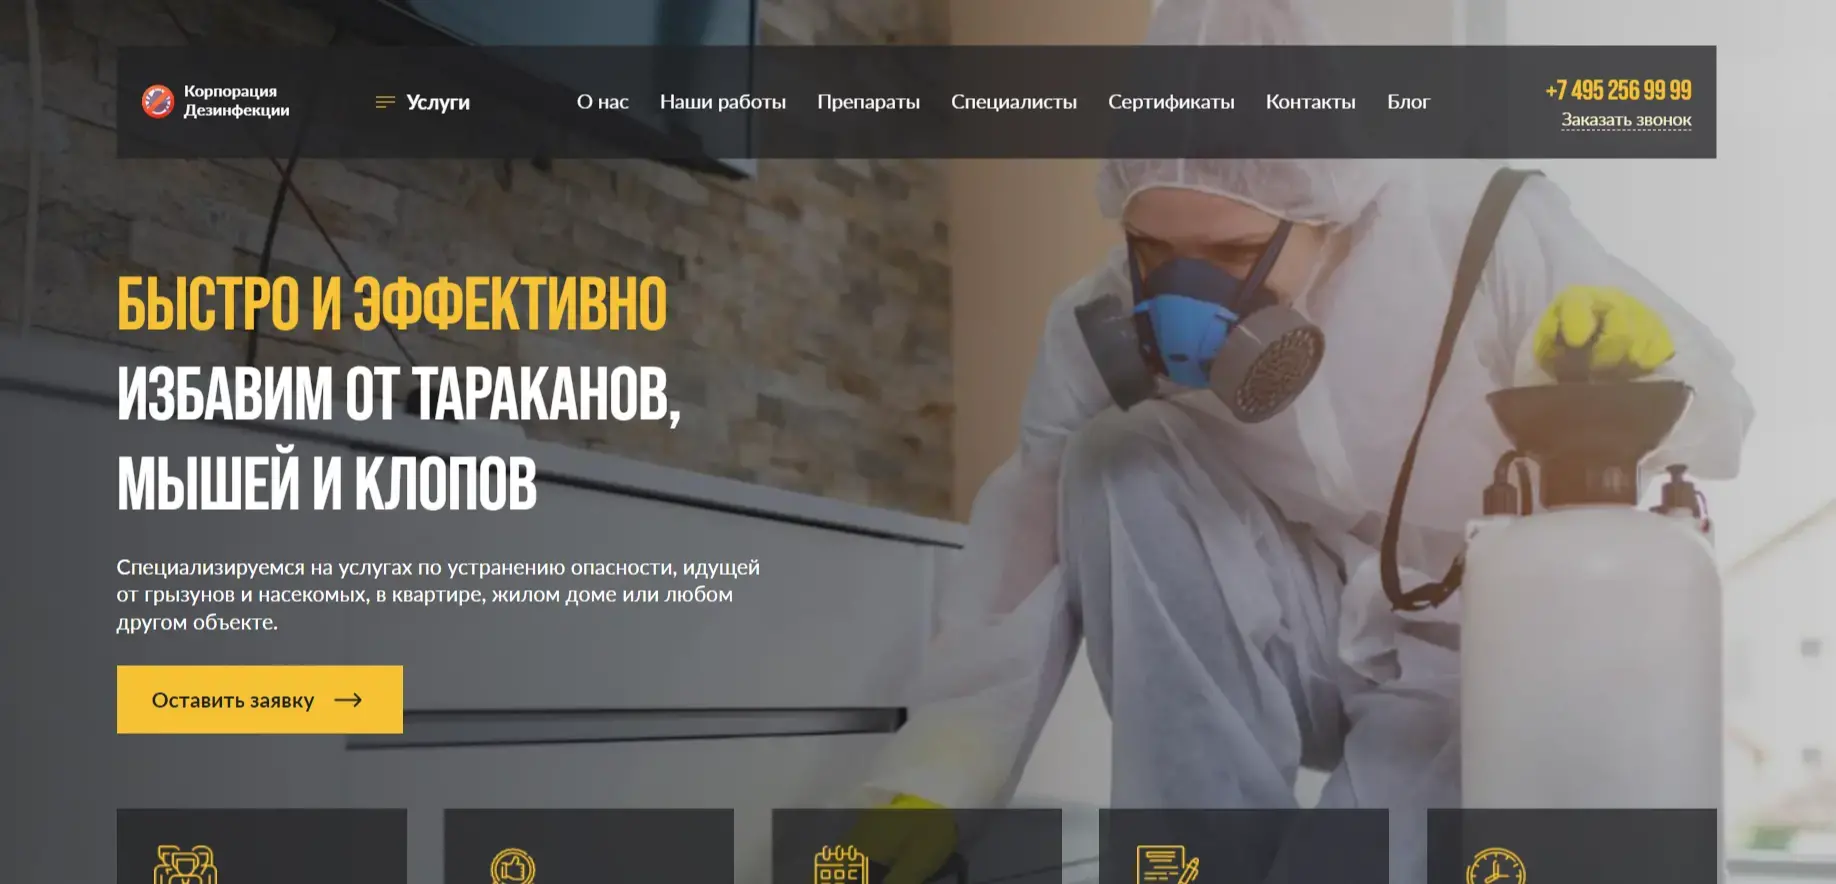 Корпорация
Дезинфекции
Услуги
О нас
Наши работы
Препараты
Специалисты
Сертификаты
Контакты
Блог
+7 495 256 99 99
Заказать звонок
БЫСТРО И ЭФФЕКТИВНО
ИЗБАВИМ ОТ ТАРАКАНОВ,
МЫШЕЙ И КЛОПОВ
Специализируемся на услугах по устранению опасности, идущей
от грызунов и насекомых, в квартире, жилом доме или любом
другом объекте.
Оставить заявку